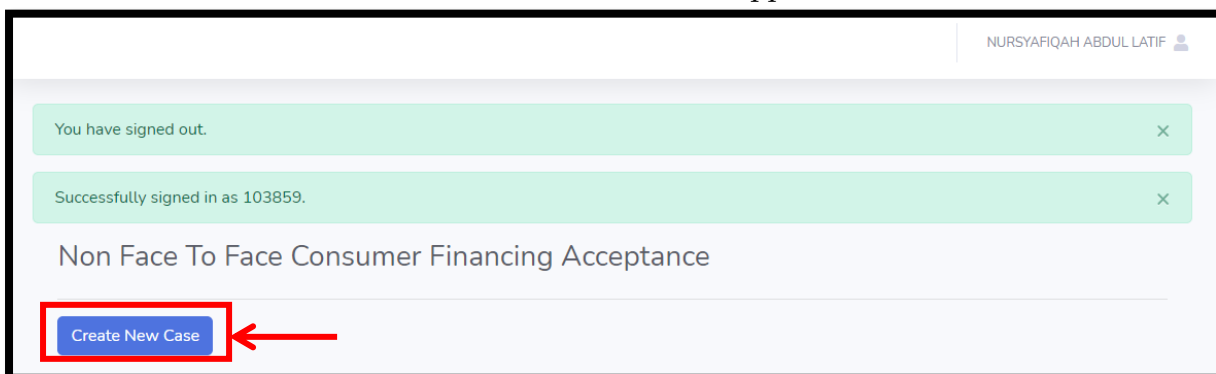 NURSYAFIQAH ABDUL LATIF
You have signed out. ×
Successfully signed in as 103859. ×
Non Face To Face Consumer Financing Acceptance
Create New Case